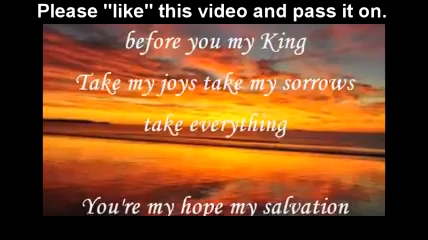 Please "like" this video and pass it on.
before you my King
Take my joys take my sorrows
take everything
You're my hope my salvation